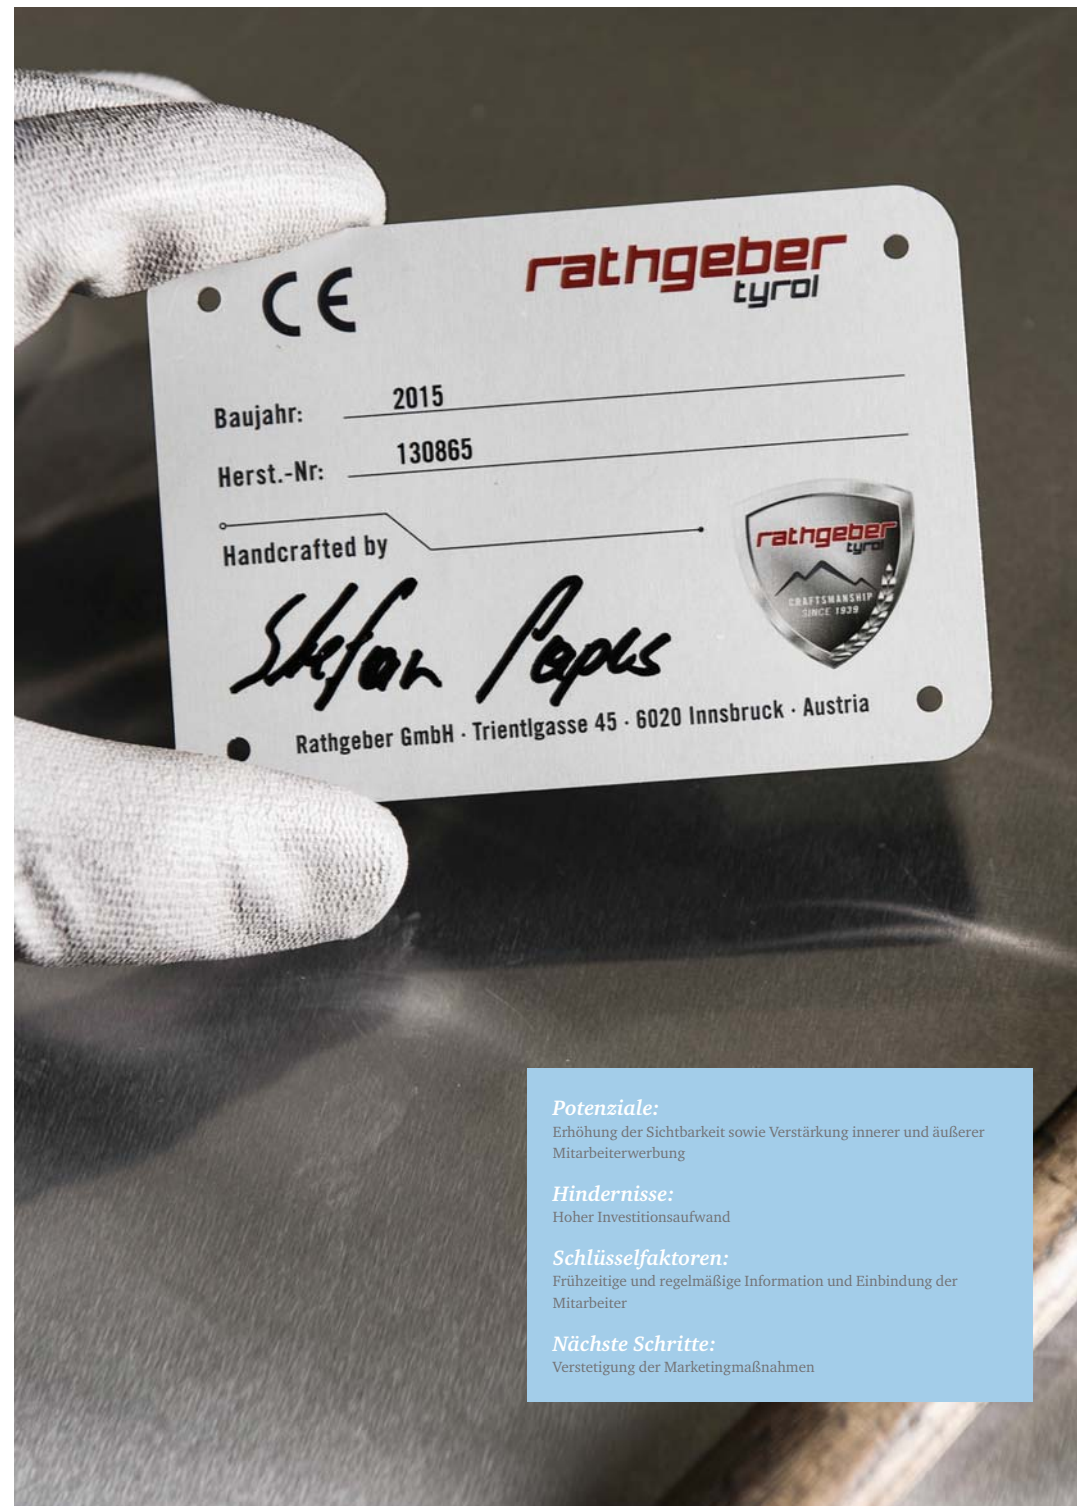 CE
rathgeber
tyrol
Baujahr: 2015
Herst.-Nr: 130865
Handcrafted by
Stefan
rathgeber
tyrol
CRAFTSMANSHIP
SINCE 1939
Rathgeber GmbH · Trientlgasse 45 · 6020 Innsbruck · Austria
Potenziale:
Erhöhung der Sichtbarkeit sowie Verstärkung innerer und äußerer
Mitarbeiterwerbung
Hindernisse:
Hoher Investitionsaufwand
Schlüsselfaktoren:
Frühzeitige und regelmäßige Information und Einbindung der
Mitarbeiter
Nächste Schritte:
Verstetigung der Marketingmaßnahmen